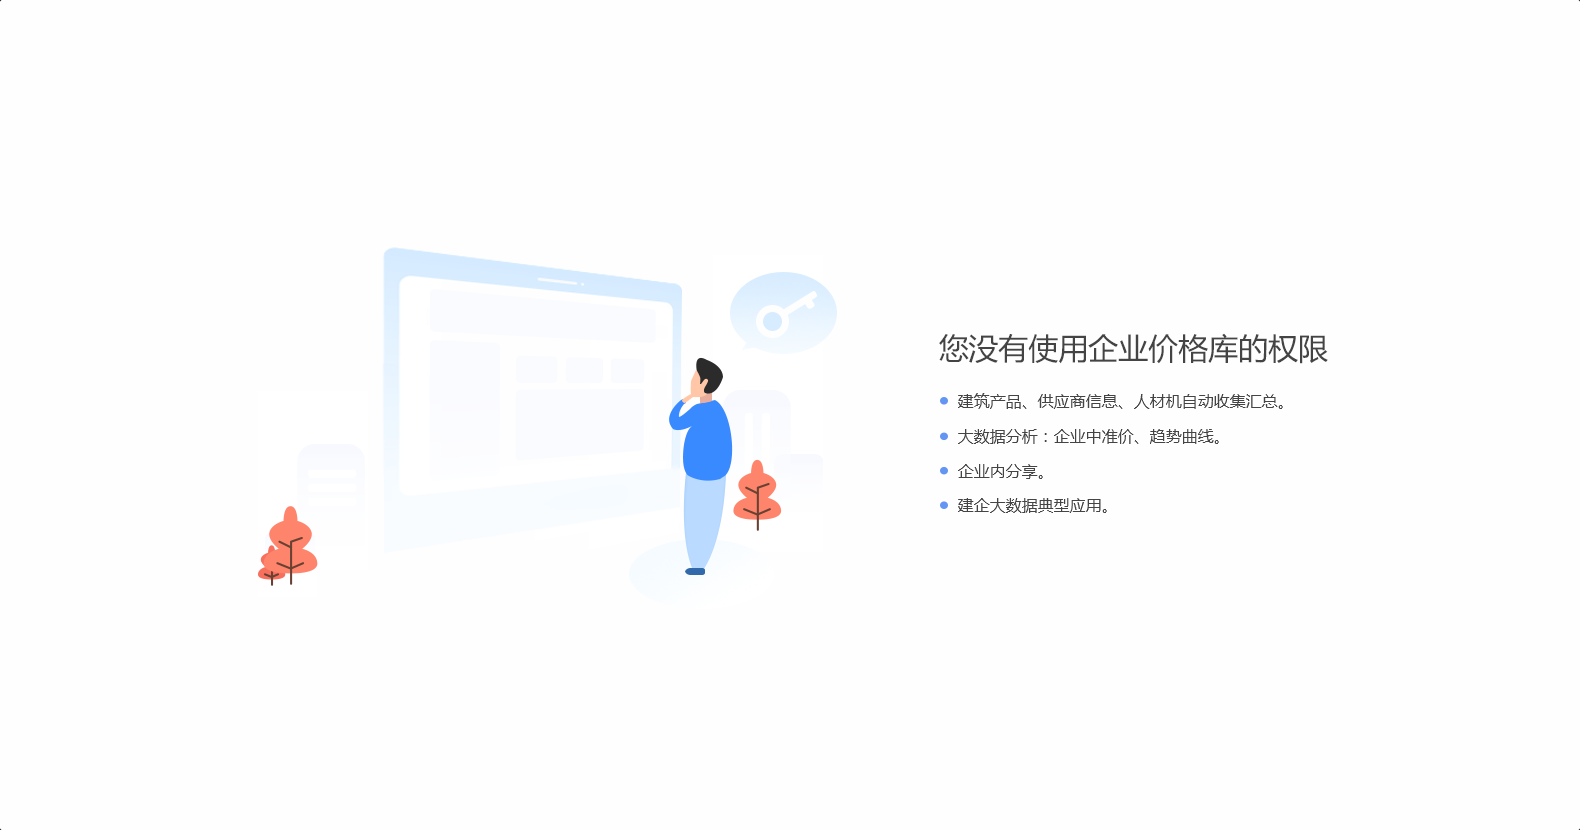 您没有使用企业价格库的权限
建筑产品、供应商信息、人材机自动收集汇总。
大数据分析：企业中准价、趋势曲线。
企业内分享。
建企大数据典型应用。